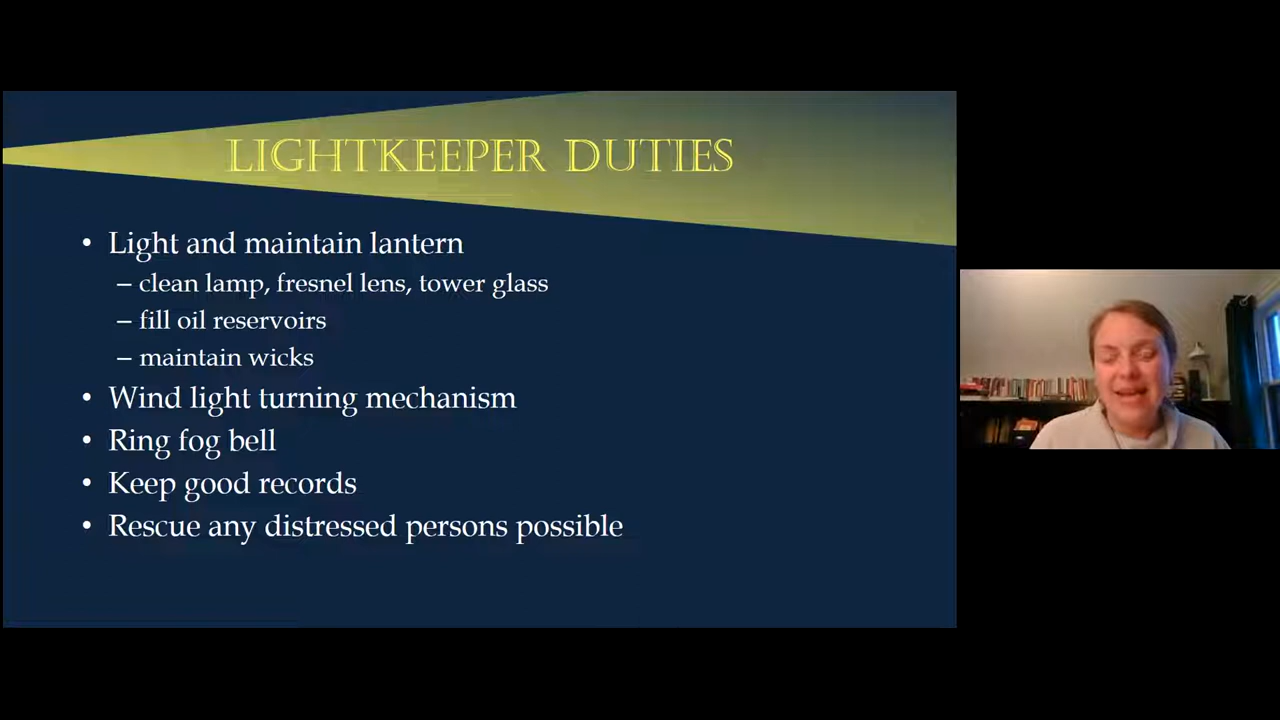 LIGHTKEEPER DUTIES
• Light and maintain lantern
– clean lamp, fresnel lens, tower glass
– fill oil reservoirs
– maintain wicks
• Wind light turning mechanism
• Ring fog bell
• Keep good records
• Rescue any distressed persons possible